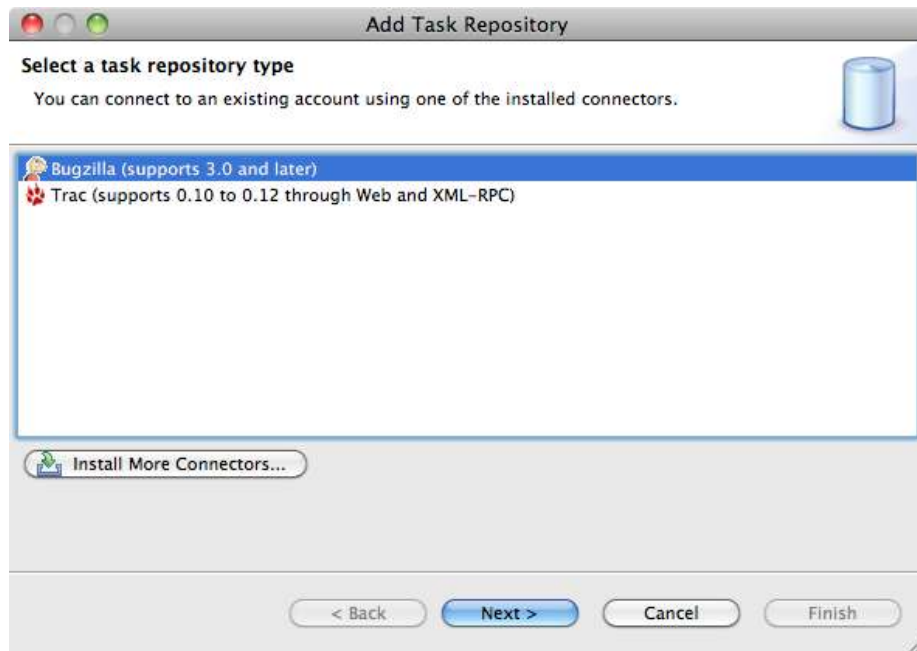 Add Task Repository
Select a task repository type
You can connect to an existing account using one of the installed connectors.
Bugzilla (supports 3.0 and later)
Trac (supports 0.10 to 0.12 through Web and XML-RPC)
Install More Connectors...
< Back Next > Cancel Finish